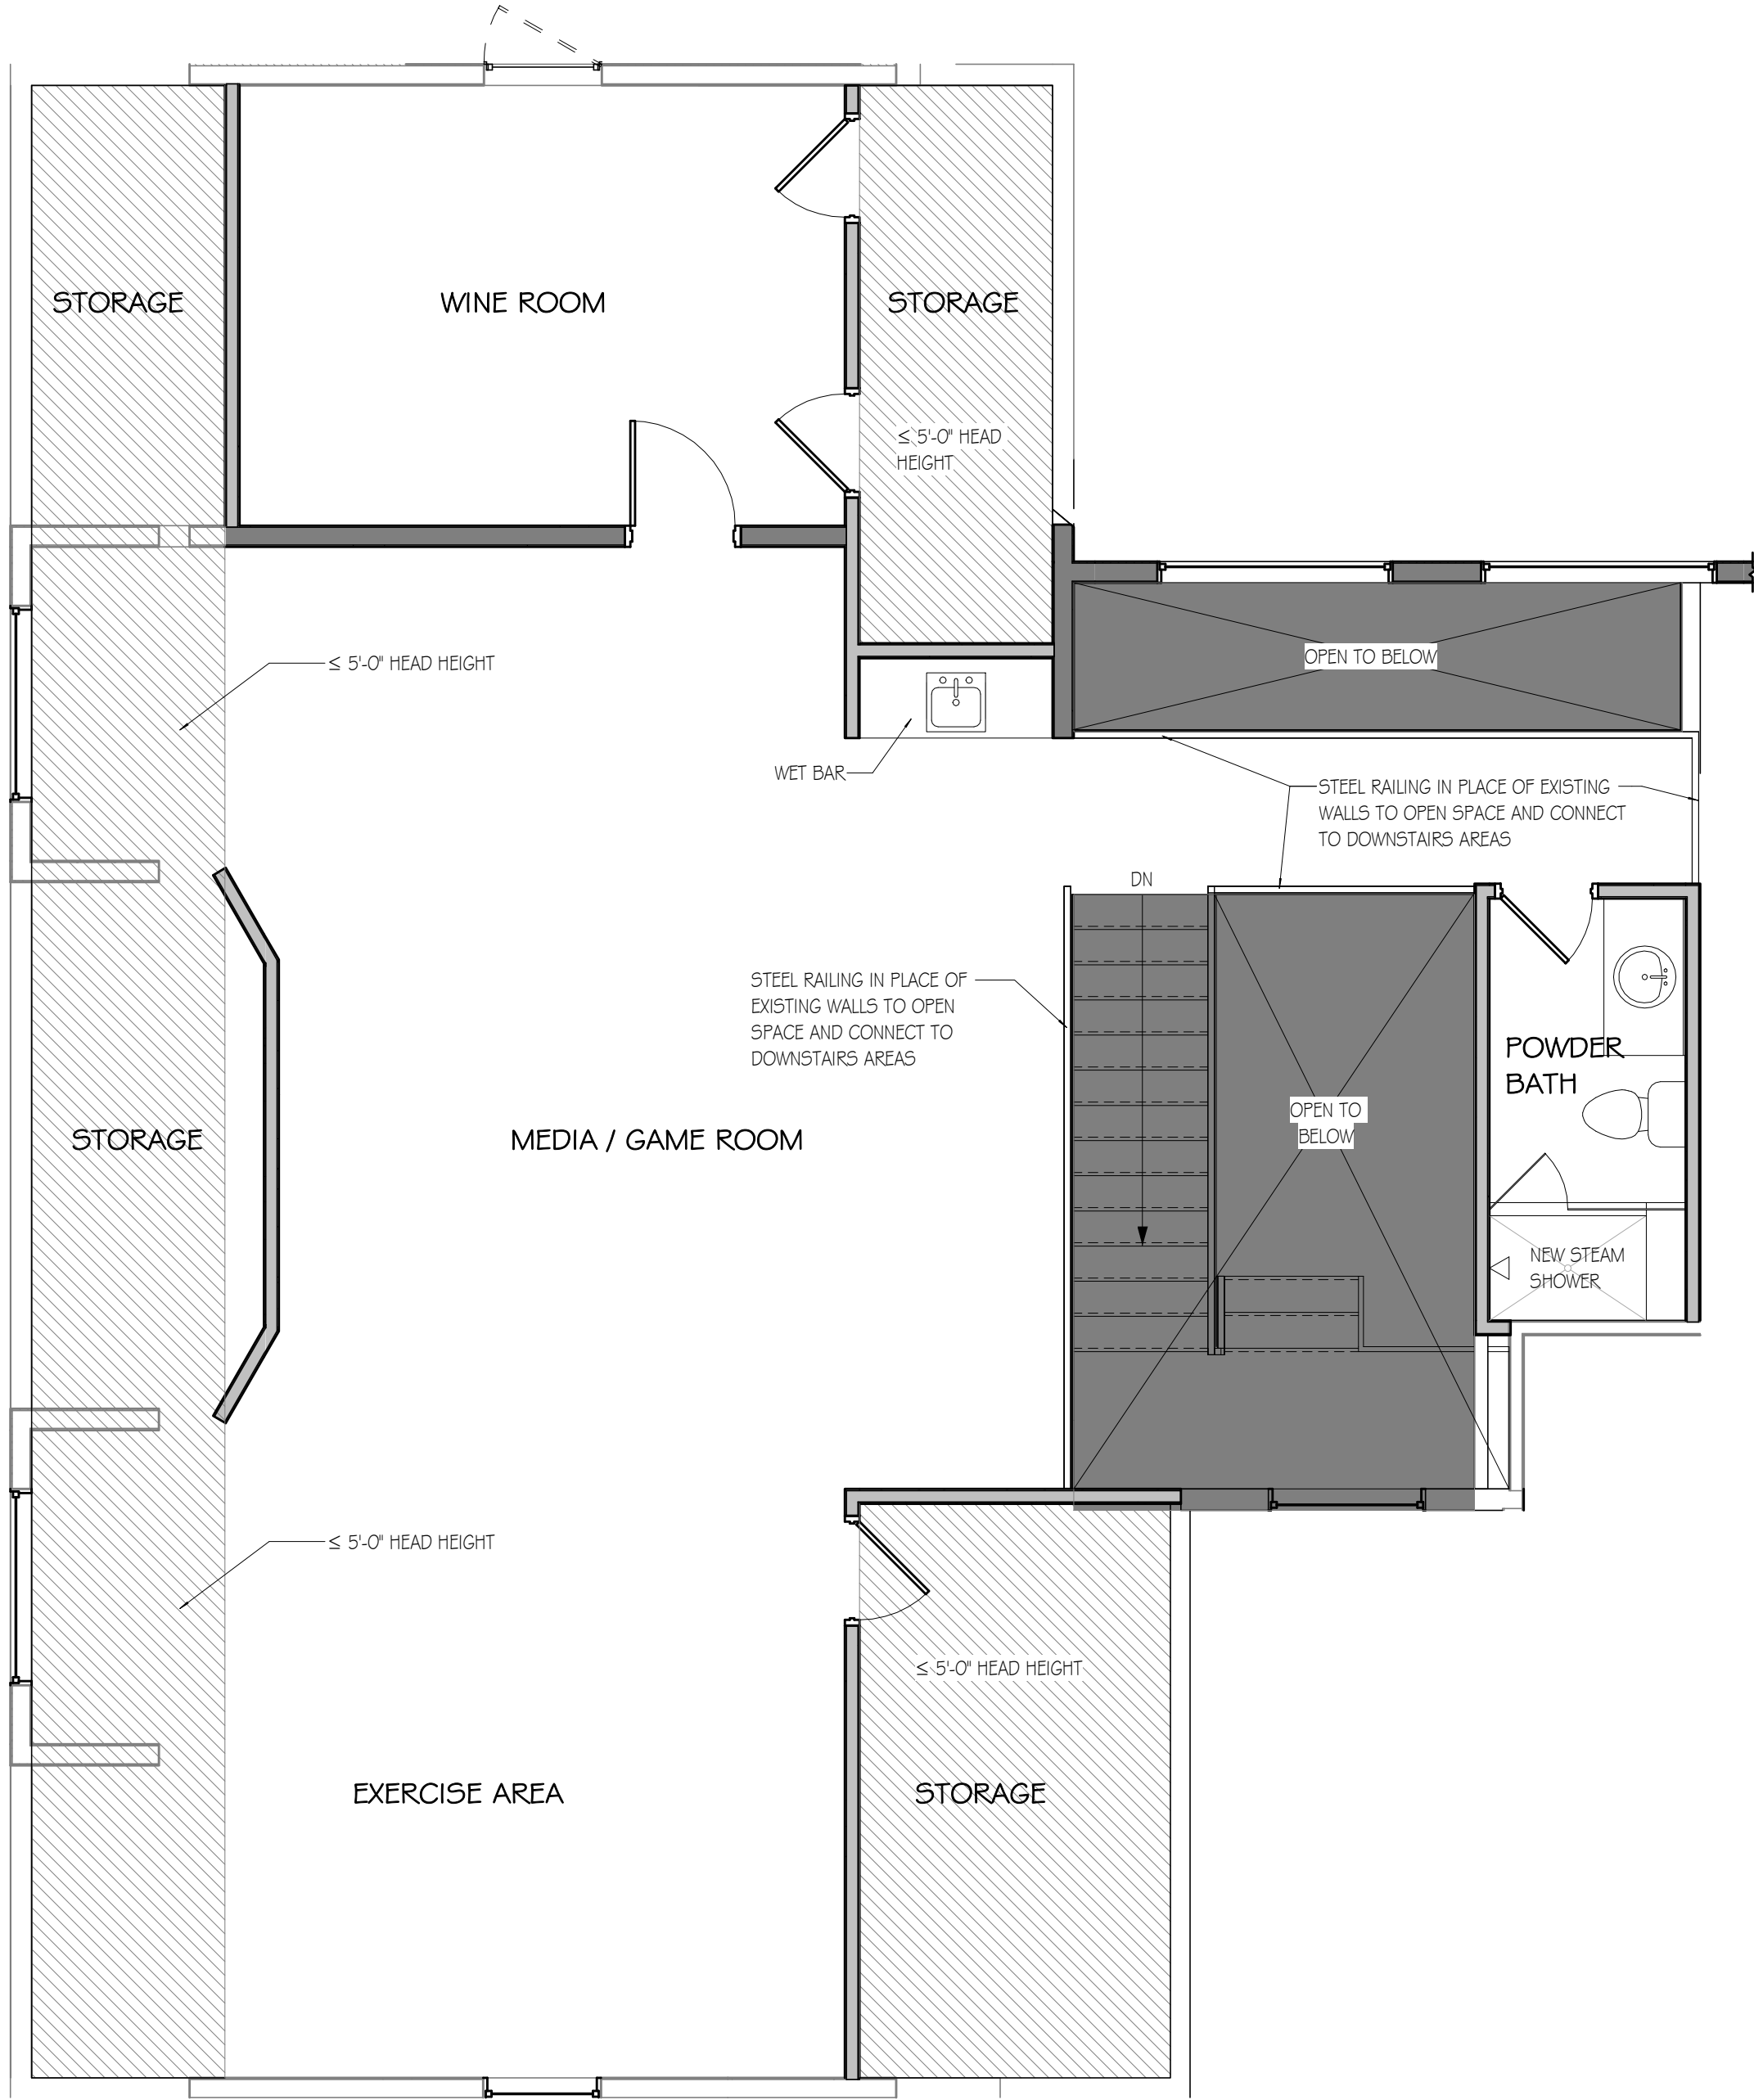 STORAGE
WINE ROOM
STORAGE
≤ 5'-0" HEAD
HEIGHT
≤ 5'-0" HEAD HEIGHT
OPEN TO BELOW
WET BAR
STEEL RAILING IN PLACE OF EXISTING
WALLS TO OPEN SPACE AND CONNECT
TO DOWNSTAIRS AREAS
DN
STEEL RAILING IN PLACE OF
EXISTING WALLS TO OPEN
SPACE AND CONNECT TO
DOWNSTAIRS AREAS
POWDER
BATH
OPEN TO
BELOW
STORAGE
MEDIA / GAME ROOM
NEW STEAM
SHOWER
≤ 5'-0" HEAD HEIGHT
≤ 5'-0" HEAD HEIGHT
EXERCISE AREA
STORAGE